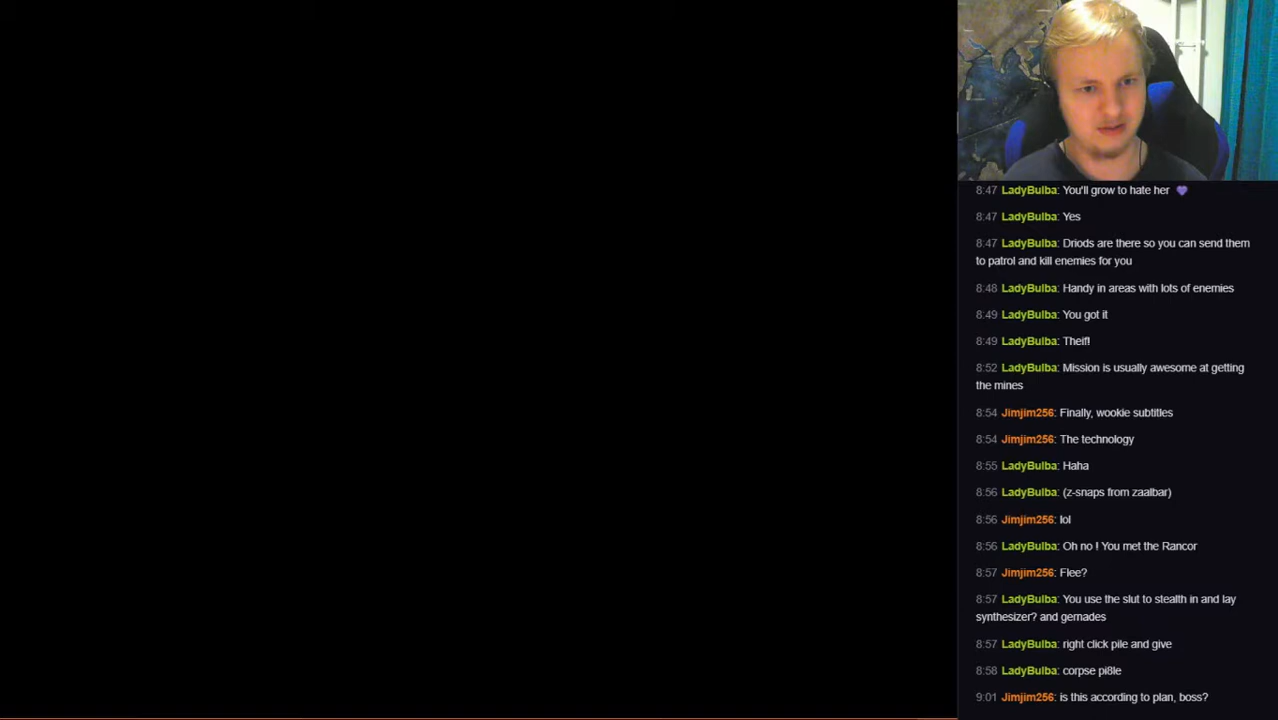 8:47 LadyBulba: You'll grow to hate her 💜
8:47 LadyBulba: Yes
8:47 LadyBulba: Driods are there so you can send them
to patrol and kill enemies for you
8:48 LadyBulba: Handy in areas with lots of enemies
8:49 LadyBulba: You got it
8:49 LadyBulba: Theif!
8:52 LadyBulba: Mission is usually awesome at getting
the mines
8:54 Jimjim256: Finally, wookie subtitles
8:54 Jimjim256: The technology
8:55 LadyBulba: Haha
8:56 LadyBulba: (z-snaps from zaalbar)
8:56 Jimjim256: lol
8:56 LadyBulba: Oh no ! You met the Rancor
8:57 Jimjim256: Flee?
8:57 LadyBulba: You use the slut to stealth in and lay
synthesizer? and gernades
8:57 LadyBulba: right click pile and give
8:58 LadyBulba: corpse pi8le
9:01 Jimjim256: is this according to plan, boss?